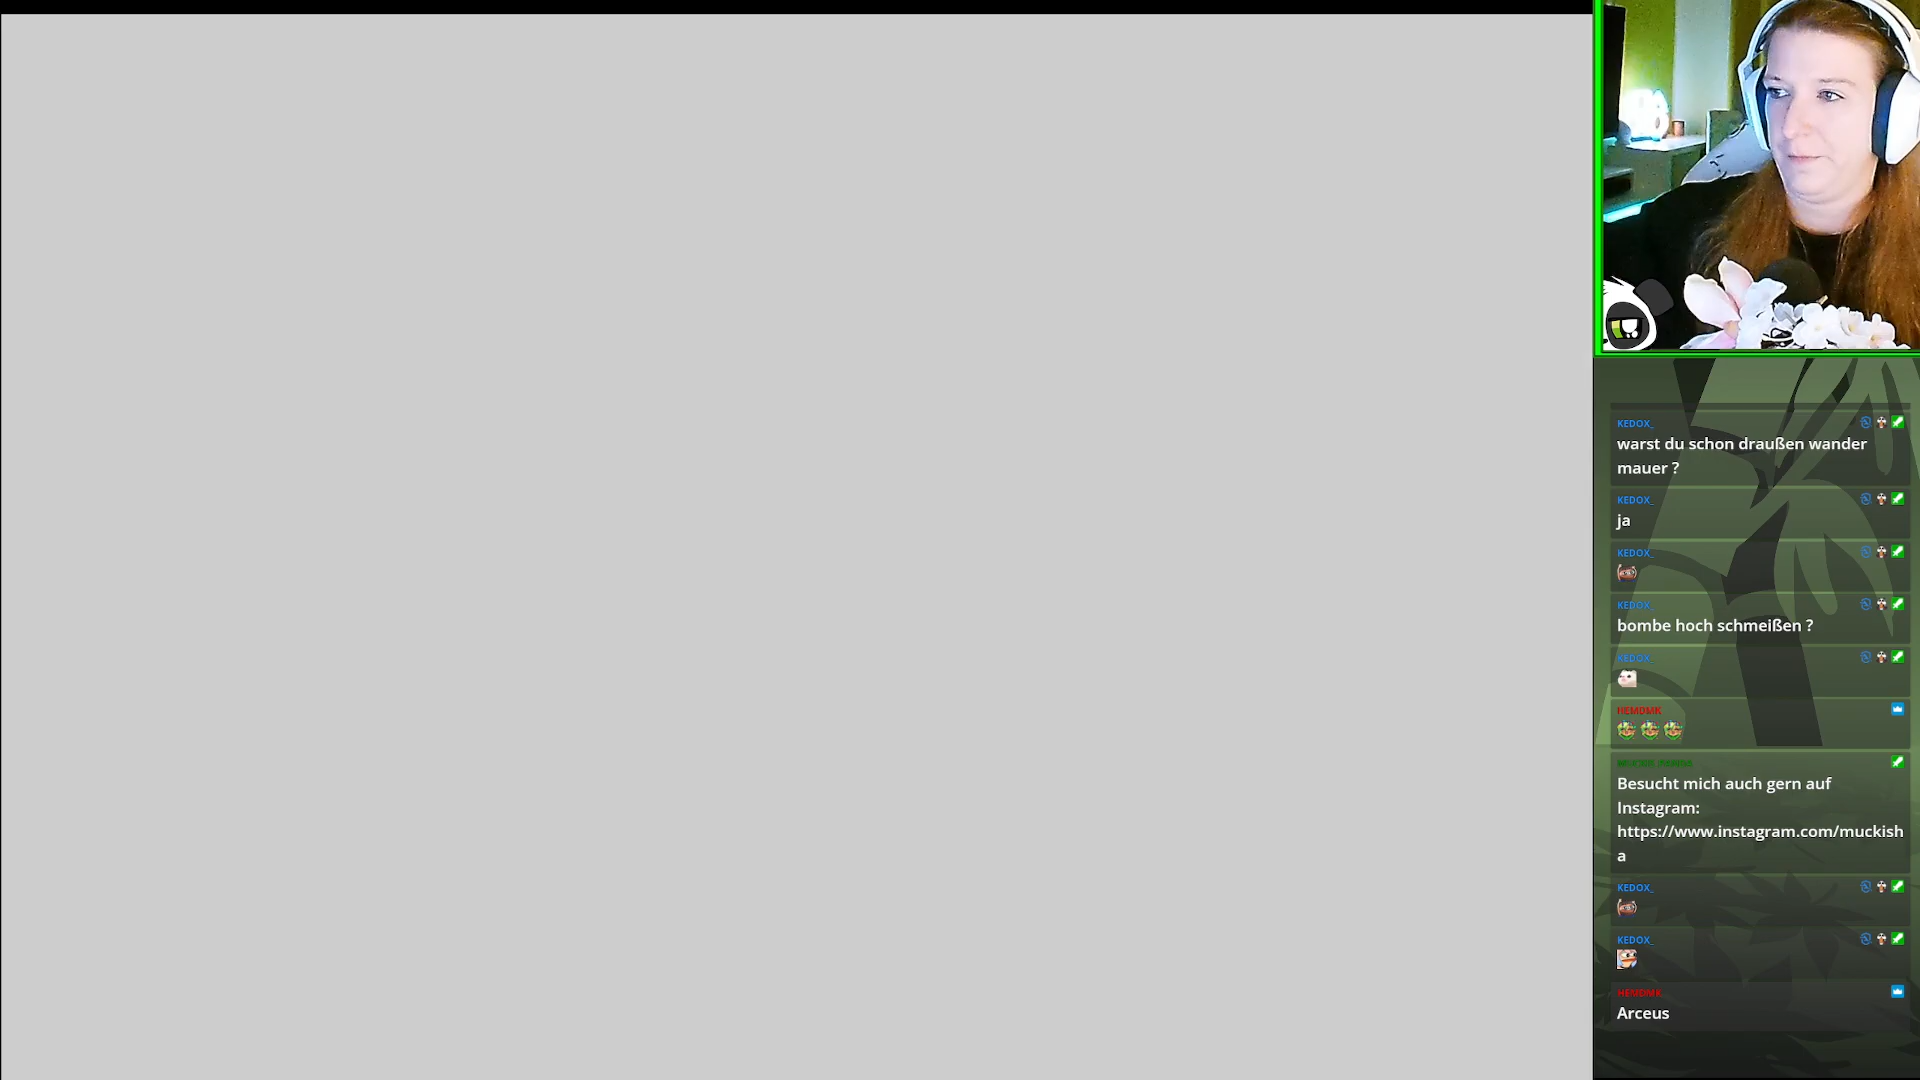 KEDOX_
warst du schon draußen wander
mauer ?
KEDOX_
ja
KEDOX_
KEDOX_
bombe hoch schmeißen ?
KEDOX_
HEMDMK
Besucht mich auch gern auf
Instagram:
https://www.instagram.com/muckish
a
KEDOX_
KEDOX_
HEMDMK
Arceus